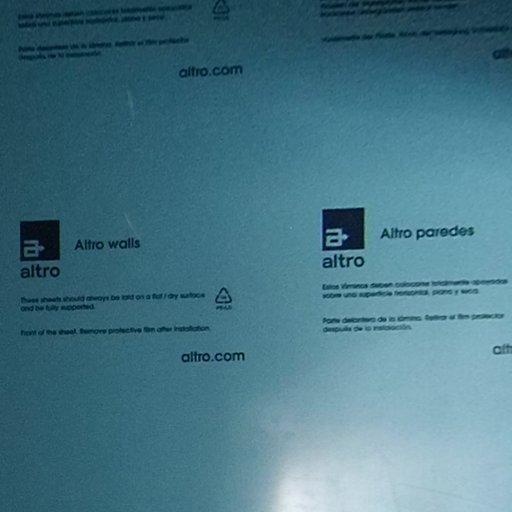 Parte delantera de la lámina. Retirar el film protector
después de la instalación.
altro.com
altro
Altro walls
These sheets should always be laid on a flat / dry surface
and be fully supported.
Front of the sheet. Remove protective film after installation.
altro.com
altro
Altro paredes
Estas láminas deben colocarse totalmente apoyadas
sobre una superficie horizontal, plana y seca.
Parte delantera de la lámina. Retirar el film protector
después de la instalación.